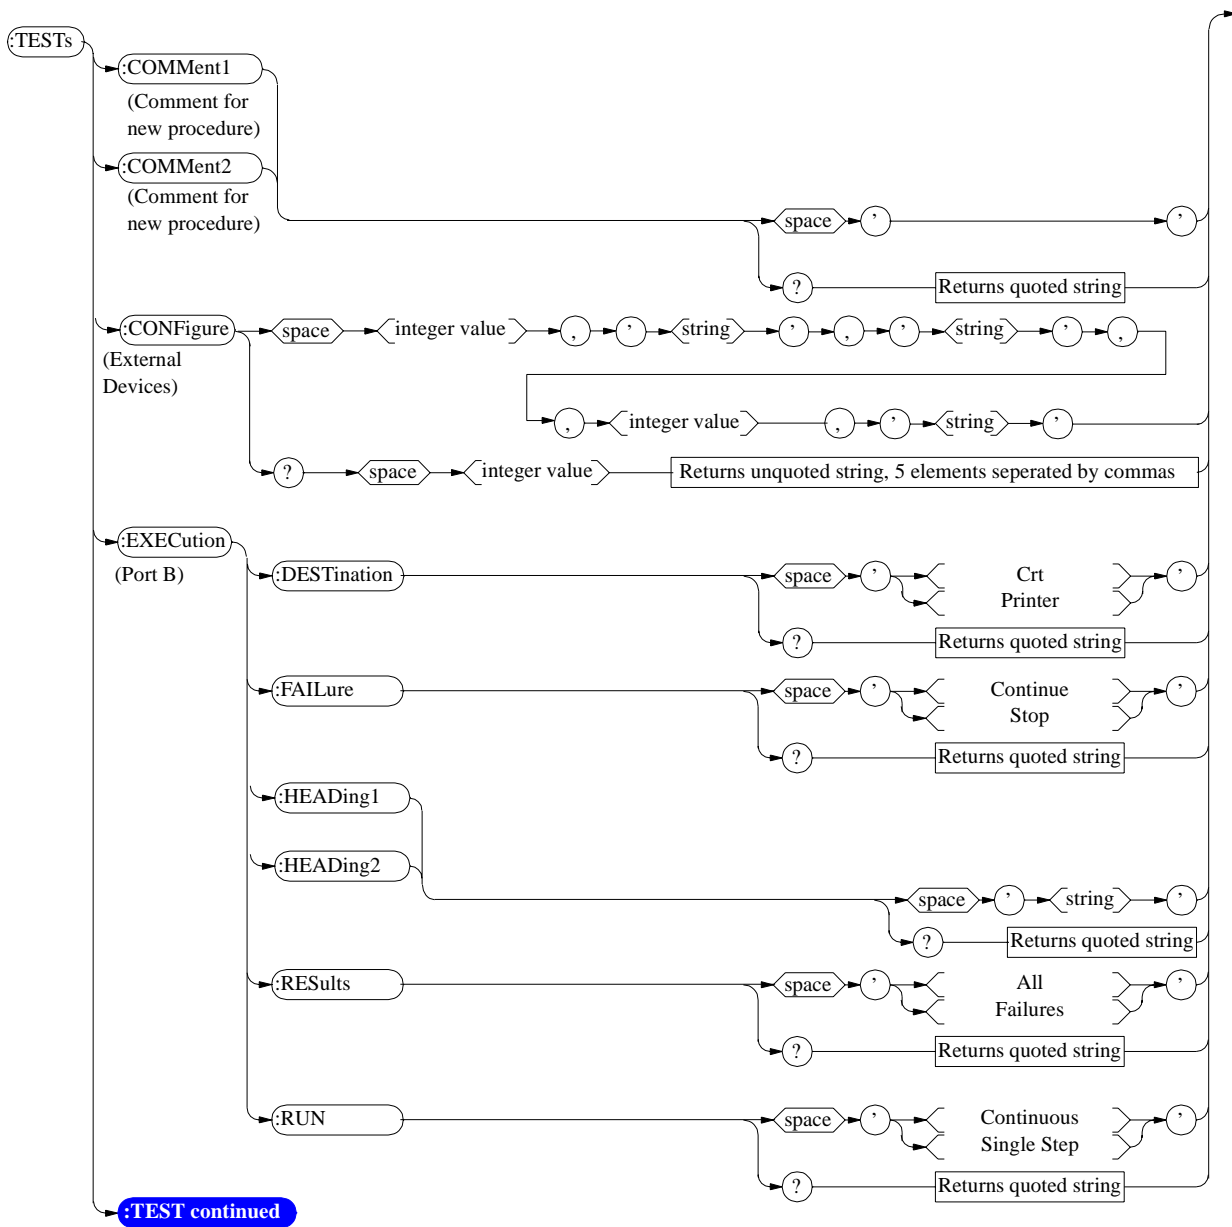 :TESTs
:COMMent1
(Comment for
new procedure)
:COMMent2
(Comment for
new procedure)
space ’ ’
? Returns quoted string
:CONFigure space integer value , ’ string ’ , ’ string ’ ,
(External
Devices)
, integer value , ’ string ’
? space integer value Returns unquoted string, 5 elements seperated by commas
:EXECution
(Port B)
:DESTination space ’ Crt ’
Printer
? Returns quoted string
:FAILure space ’ Continue ’
Stop
? Returns quoted string
:HEADing1
:HEADing2
space ’ string ’
? Returns quoted string
:RESults space ’ All ’
Failures
? Returns quoted string
:RUN space ’ Continuous ’
Single Step
? Returns quoted string
:TEST continued